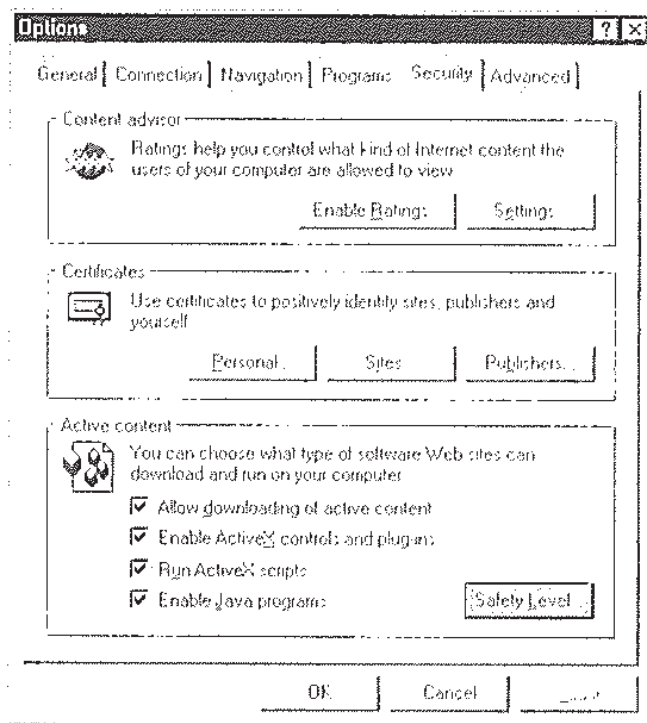 Options
General Connection Navigation Programs Security Advanced
Content advisor
Ratings help you control what kind of Internet content the
users of your computer are allowed to view
Enable Ratings Settings
Certificates
Use certificates to positively identify sites, publishers and
yourself
Personal... Sites Publishers...
Active content
You can choose what type of software Web sites can
download and run on your computer
Allow downloading of active content
Enable ActiveX controls and plug-ins
Run ActiveX scripts
Enable Java programs
Safety Level...
OK Cancel